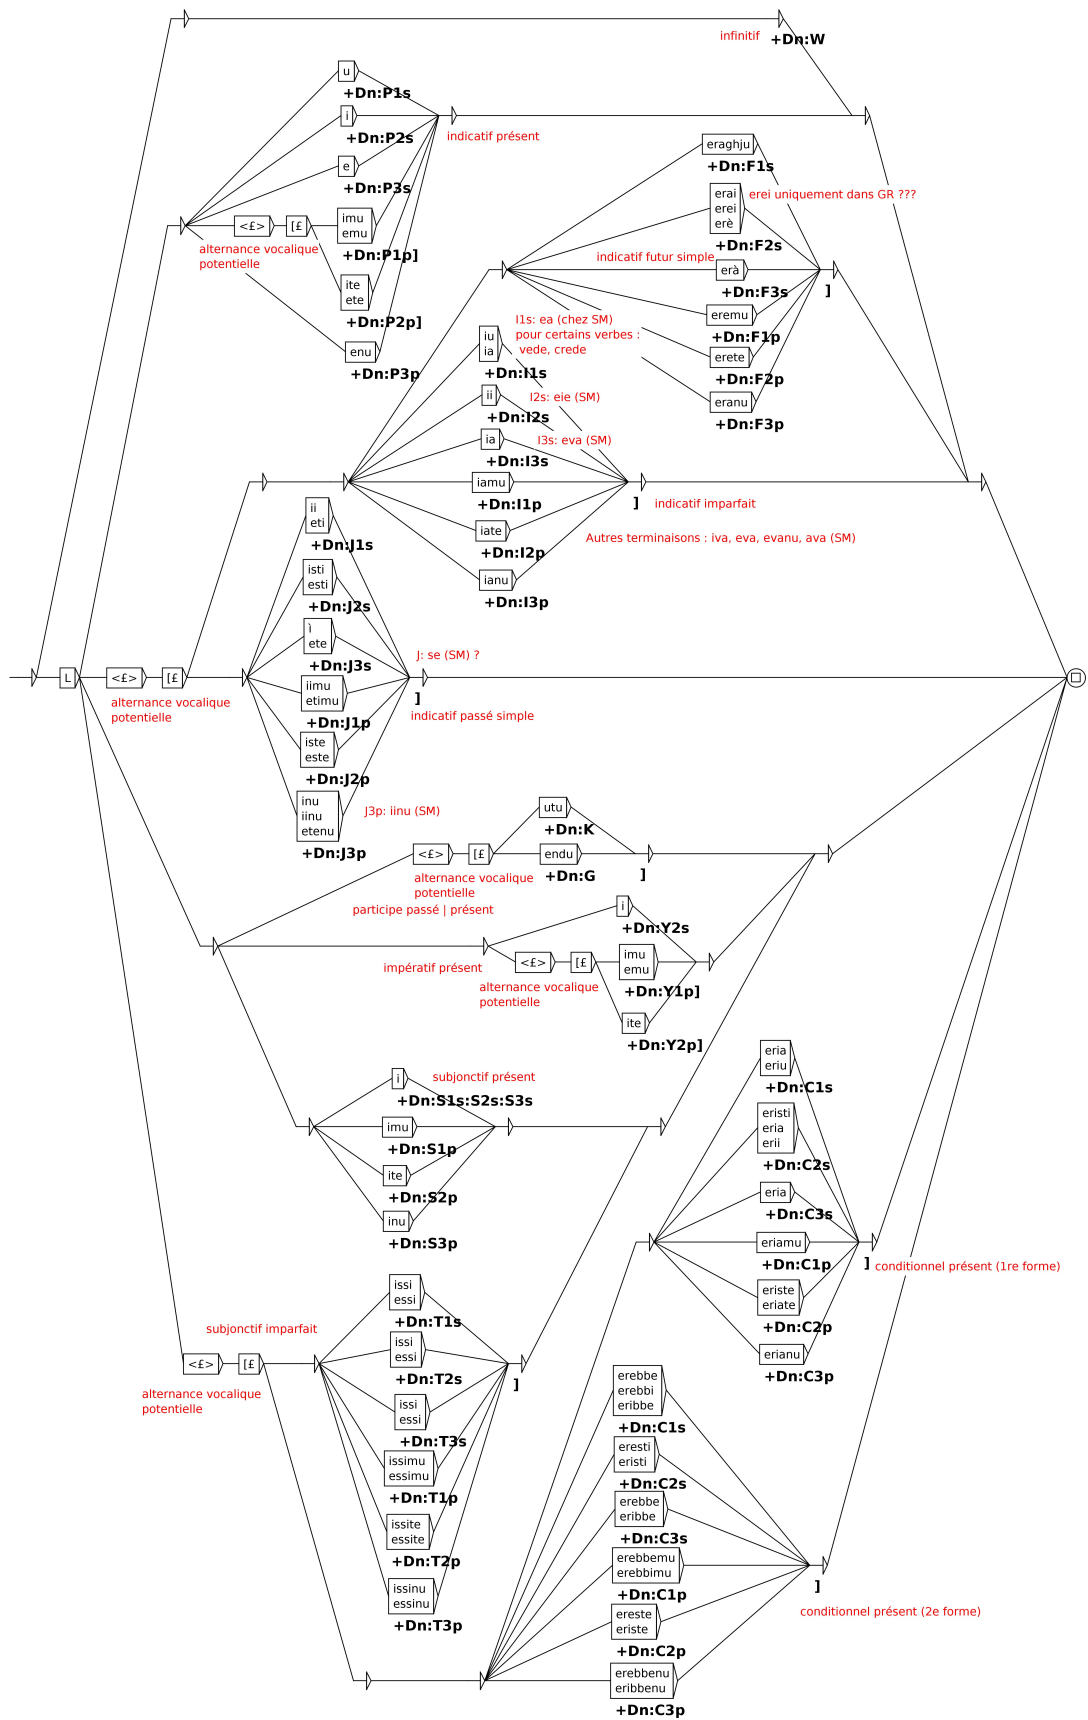 infinitif
+Dn:W
u
+Dn:P1s
i
+Dn:P2s
indicatif présent
e
+Dn:P3s
<£>
[£
imu
emu
+Dn:P1p]
alternance vocalique
potentielle
ite
ete
+Dn:P2p]
enu
+Dn:P3p
eraghju
+Dn:F1s
erai
erei
erè
+Dn:F2s
erei uniquement dans GR ???
indicatif futur simple
erà
+Dn:F3s
]
eremu
+Dn:F1p
erete
+Dn:F2p
eranu
+Dn:F3p
I1s: ea (chez SM)
pour certains verbes :
vede, crede
iu
ia
+Dn:I1s
I2s: eie (SM)
ii
+Dn:I2s
I3s: eva (SM)
ia
+Dn:I3s
iamu
+Dn:I1p
]
indicatif imparfait
iate
+Dn:I2p
Autres terminaisons : iva, eva, evanu, ava (SM)
ianu
+Dn:I3p
ii
eti
+Dn:J1s
isti
esti
+Dn:J2s
ì
ete
+Dn:J3s
J: se (SM) ?
L
<£>
[£
alternance vocalique
potentielle
iimu
etimu
+Dn:J1p
]
indicatif passé simple
iste
este
+Dn:J2p
inu
iinu
etenu
+Dn:J3p
J3p: iinu (SM)
utu
+Dn:K
<£>
[£
endu
+Dn:G
]
alternance vocalique
potentielle
participe passé | présent
i
+Dn:Y2s
impératif présent
<£>
[£
imu
emu
+Dn:Y1p]
alternance vocalique
potentielle
ite
+Dn:Y2p]
i
subjonctif présent
+Dn:S1s:S2s:S3s
imu
+Dn:S1p
ite
+Dn:S2p
inu
+Dn:S3p
eria
eriu
+Dn:C1s
eristi
eria
erii
+Dn:C2s
eria
+Dn:C3s
eriamu
+Dn:C1p
]
conditionnel présent (1re forme)
eriste
eriate
+Dn:C2p
erianu
+Dn:C3p
issi
essi
+Dn:T1s
subjonctif imparfait
<£>
[£
alternance vocalique
potentielle
issi
essi
+Dn:T2s
]
issi
essi
+Dn:T3s
issimu
essimu
+Dn:T1p
issite
essite
+Dn:T2p
issinu
essinu
+Dn:T3p
erebbe
erebbi
eribbe
+Dn:C1s
eresti
eristi
+Dn:C2s
erebbe
eribbe
+Dn:C3s
erebbemu
erebbimu
+Dn:C1p
]
conditionnel présent (2e forme)
ereste
eriste
+Dn:C2p
erebbenu
eribbenu
+Dn:C3p